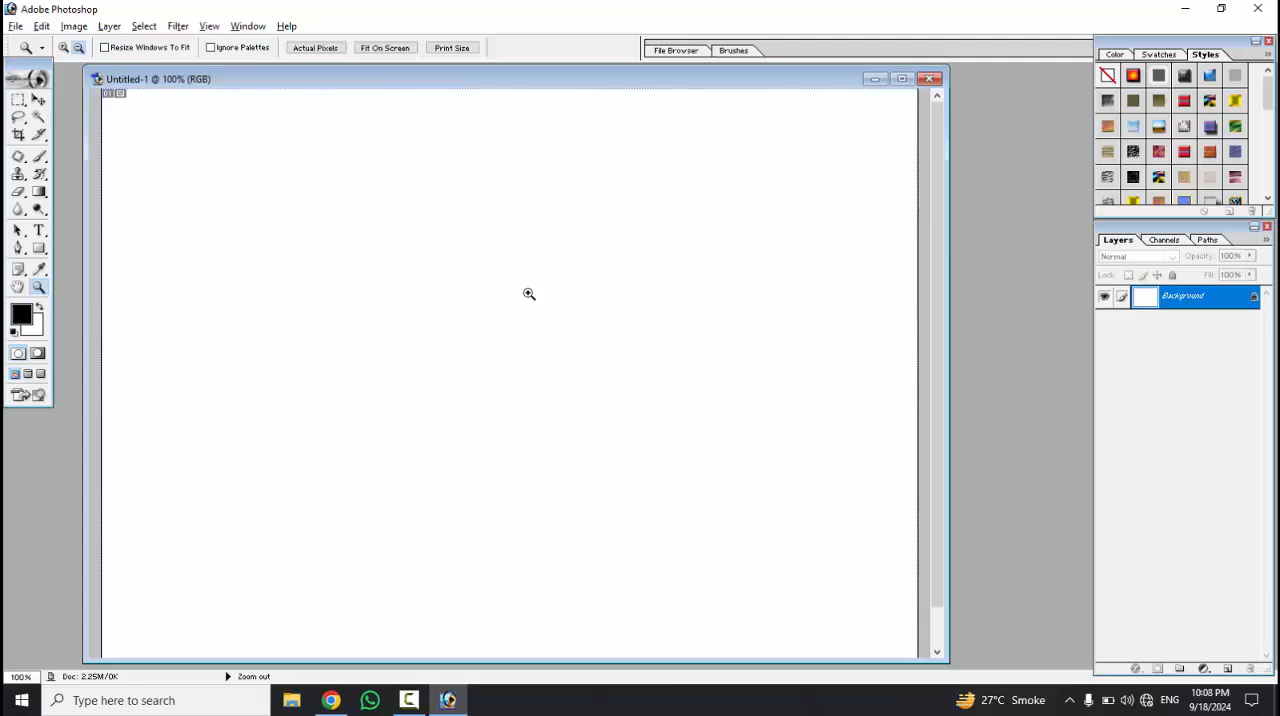 Adobe Photoshop
File Edit Image Layer Select Filter View Window Help
Resize Windows To Fit Ignore Palettes Actual Pixels Fit On Screen Print Size File Browser Brushes
Color Swatches Styles
Untitled-1 @ 100% (RGB)
01
T
Layers Channels Paths
Normal Opacity: 100%
Lock: Fill: 100%
Background
100% Doc: 2.25M/0K Zoom out
Type here to search
27°C Smoke
ENG
10:08 PM
9/18/2024